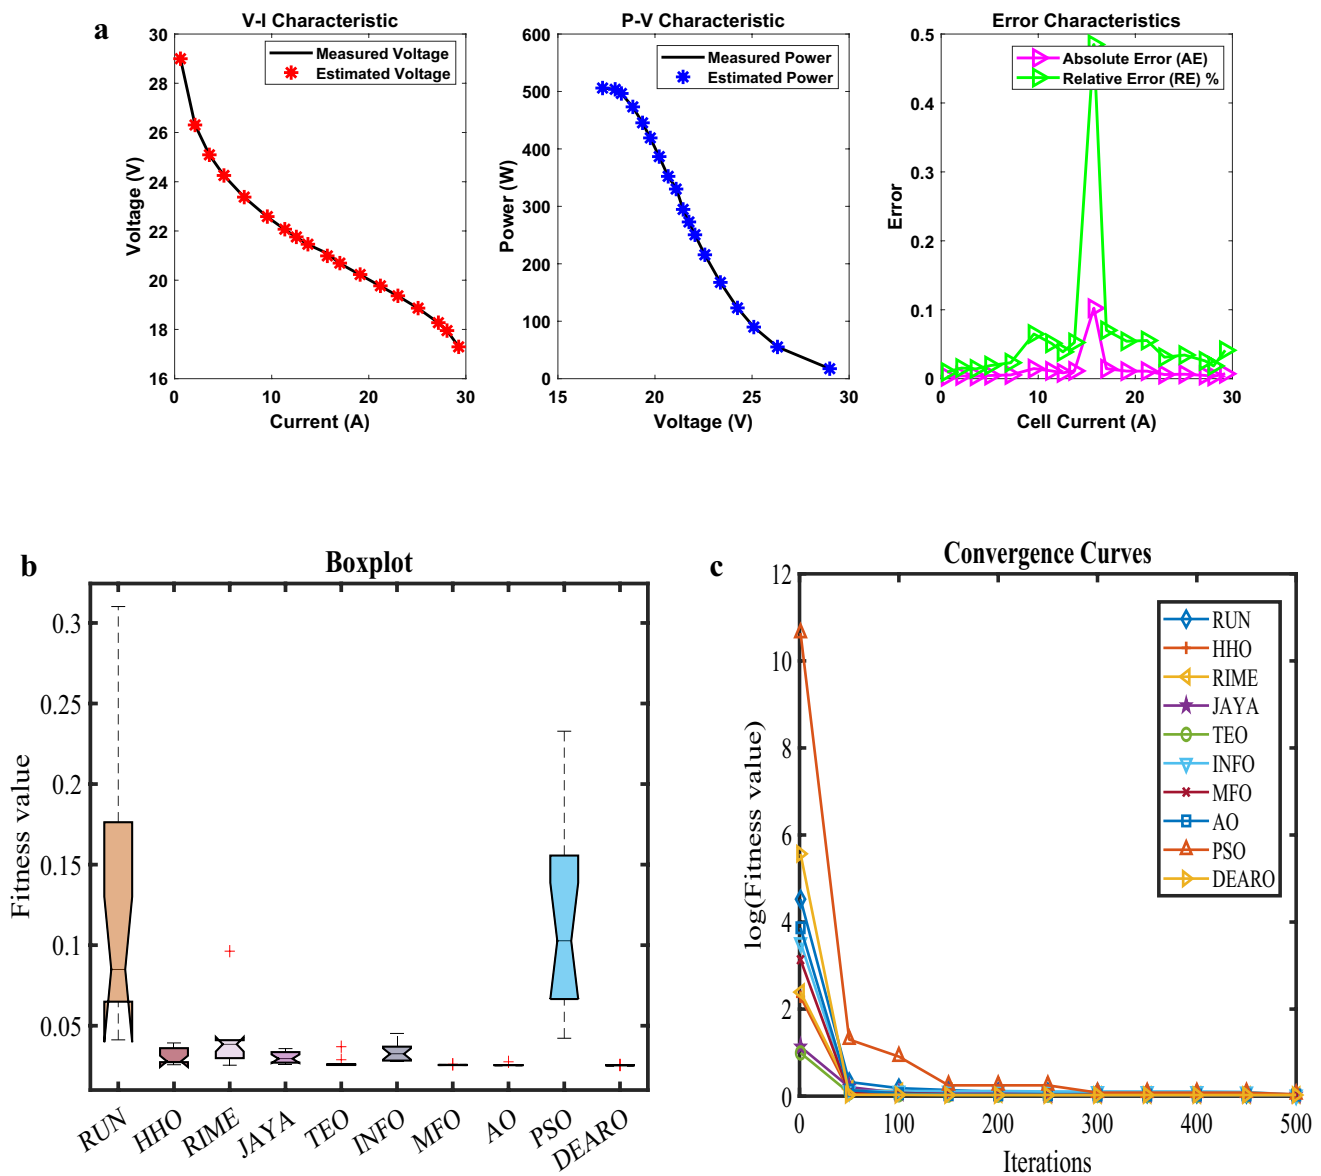 a
V-I Characteristic
30
28
26
24
22
20
18
16
0
10
20
30
Voltage (V)
Current (A)
Measured Voltage
Estimated Voltage
P-V Characteristic
600
500
400
300
200
100
0
15
20
25
30
Power (W)
Voltage (V)
Measured Power
Estimated Power
Error Characteristics
0.5
0.4
0.3
0.2
0.1
0
0
10
20
30
Error
Cell Current (A)
Absolute Error (AE)
Relative Error (RE) %
b
Boxplot
0.3
0.25
0.2
0.15
0.1
0.05
Fitness value
RUN
HHO
RIME
JAYA
TEO
INFO
MFO
AO
PSO
DEARO
c
Convergence Curves
12
10
8
6
4
2
0
0
100
200
300
400
500
log(Fitness value)
Iterations
RUN
HHO
RIME
JAYA
TEO
INFO
MFO
AO
PSO
DEARO